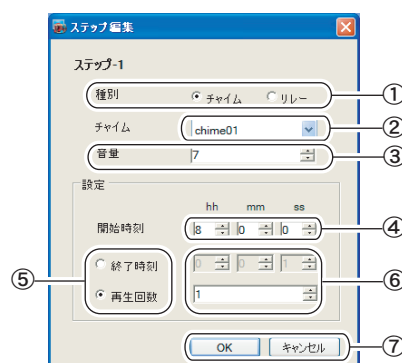 ステップ編集
ステップ-1
種別 チャイム リレー ①
チャイム chime01 ②
音量 7 ③
設定
hh mm ss
開始時刻 8 0 0 ④
⑤ 終了時刻 0 0 1 ⑥
再生回数 1
OK キャンセル ⑦